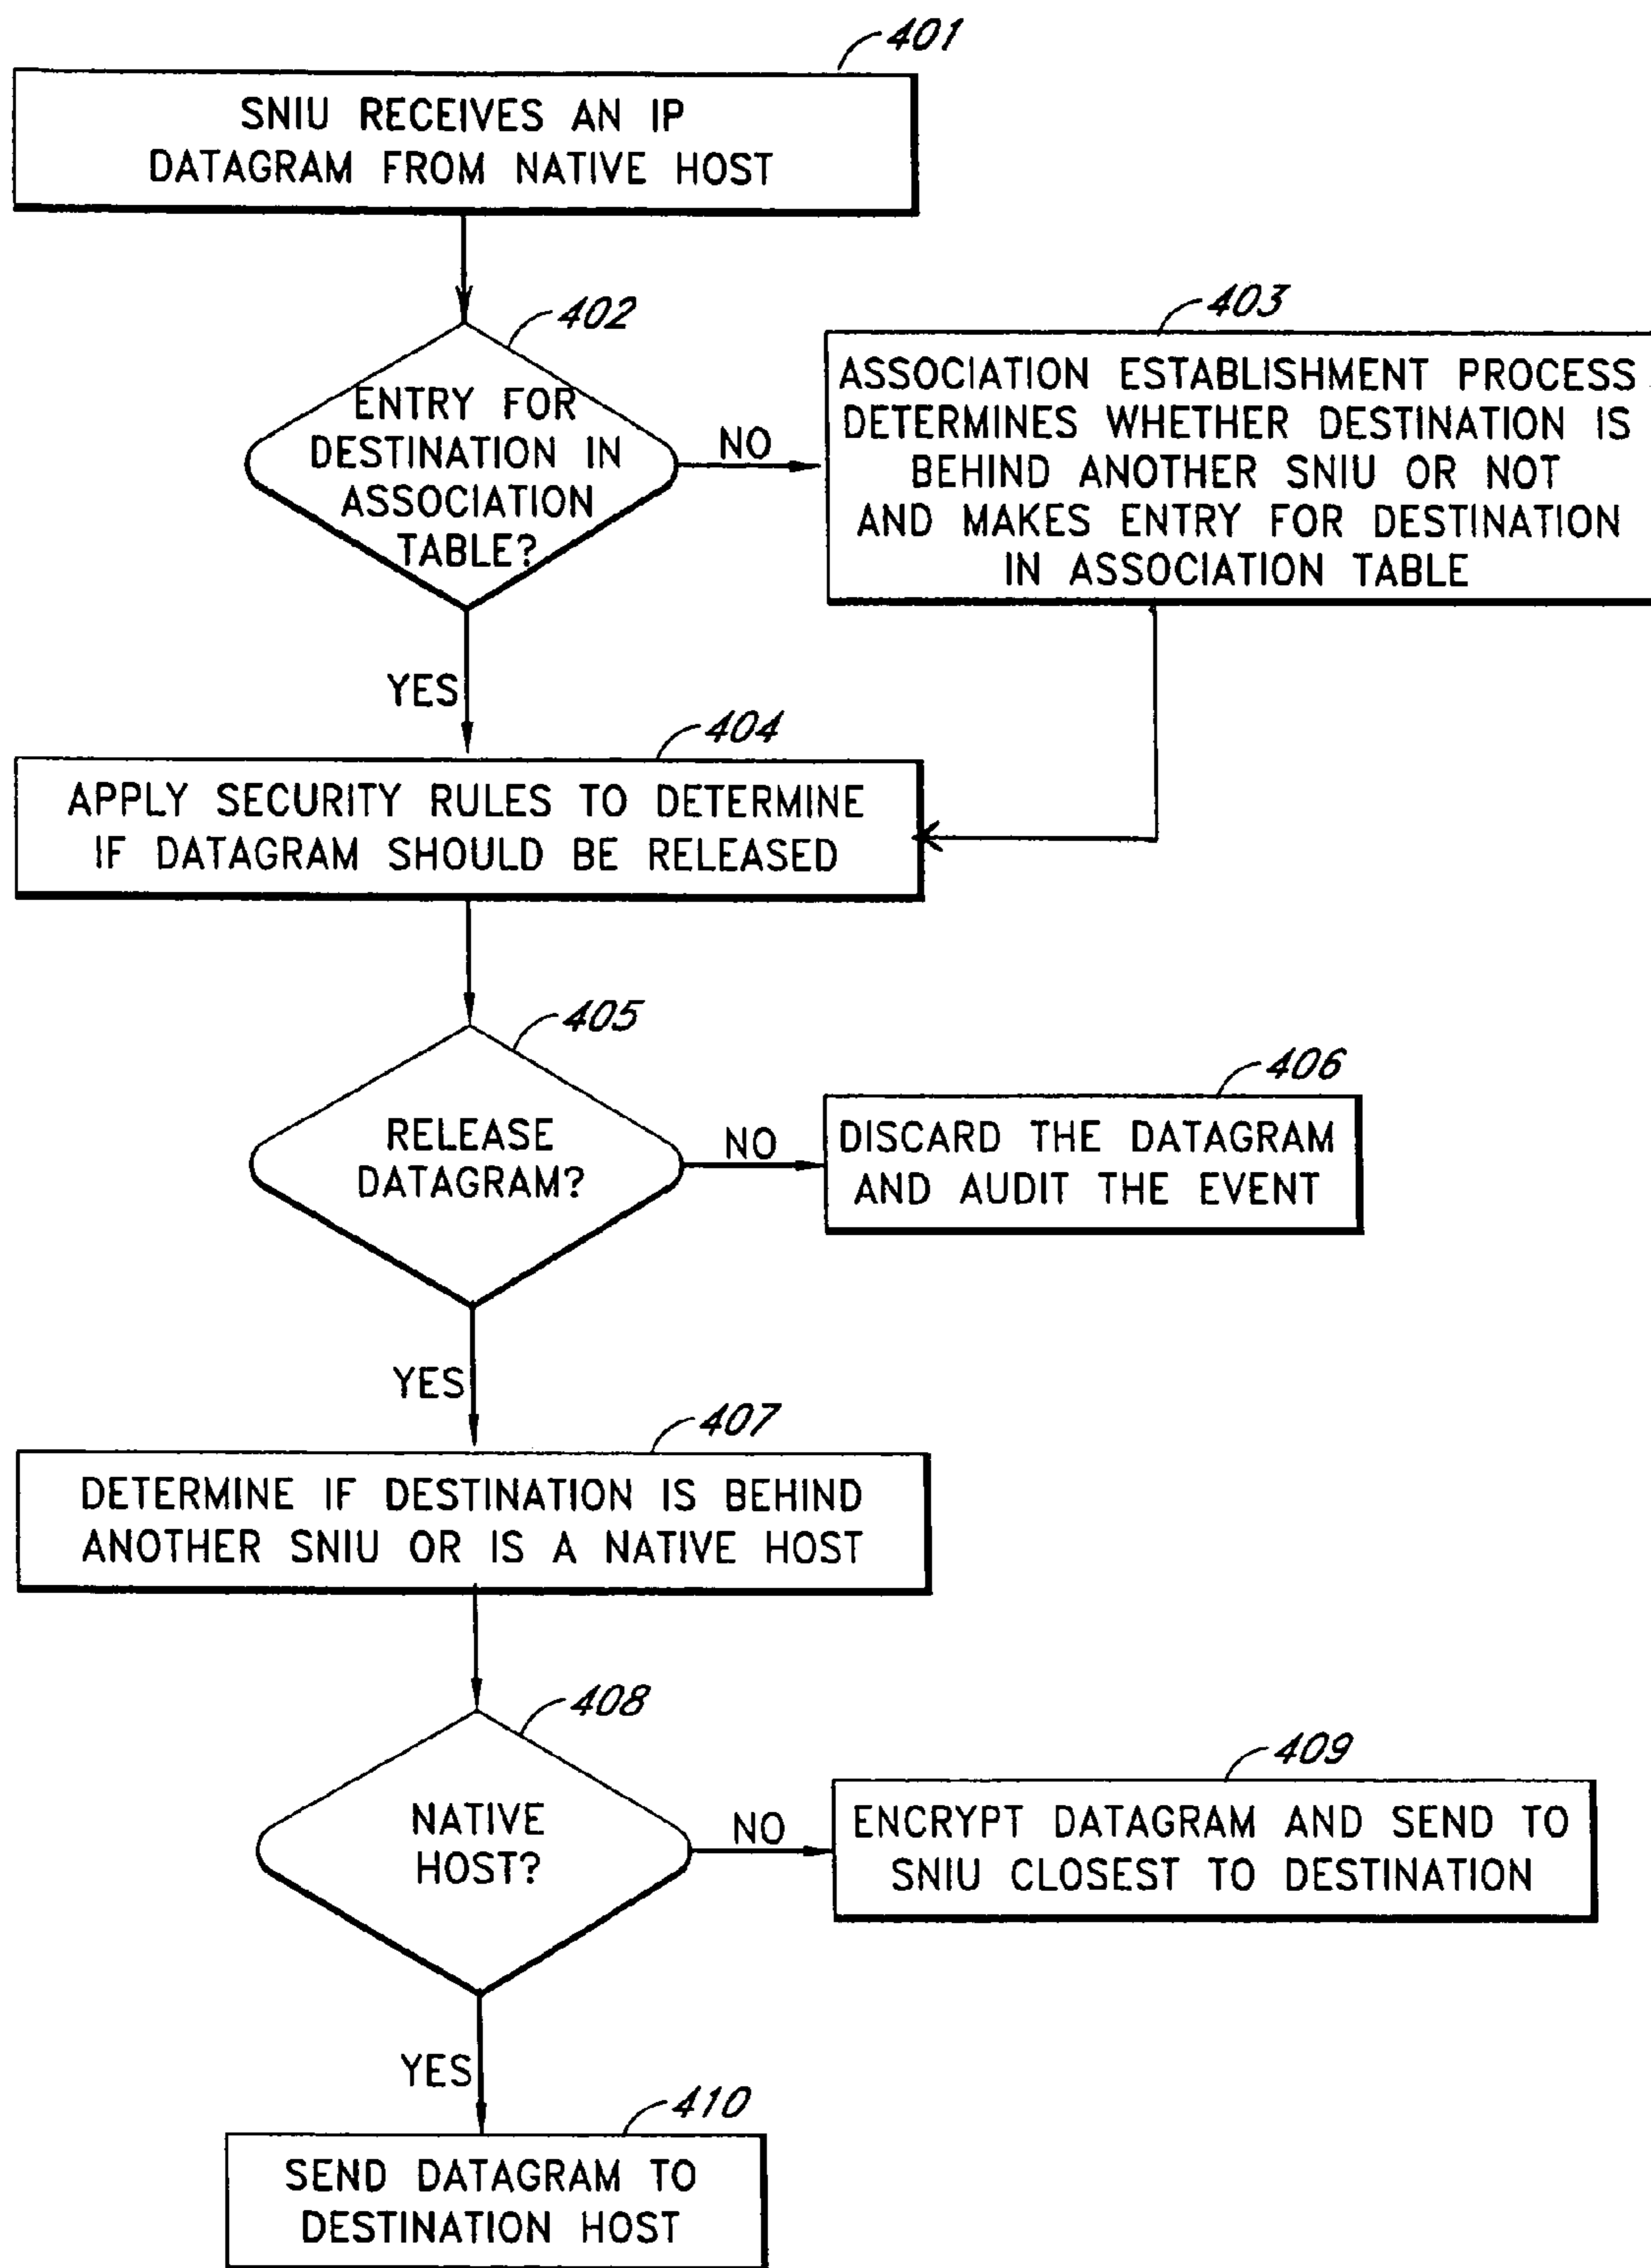 401
SNIU RECEIVES AN IP
DATAGRAM FROM NATIVE HOST
402
ENTRY FOR
DESTINATION IN
ASSOCIATION
TABLE?
NO
403
ASSOCIATION ESTABLISHMENT PROCESS
DETERMINES WHETHER DESTINATION IS
BEHIND ANOTHER SNIU OR NOT
AND MAKES ENTRY FOR DESTINATION
IN ASSOCIATION TABLE
YES
404
APPLY SECURITY RULES TO DETERMINE
IF DATAGRAM SHOULD BE RELEASED
405
RELEASE
DATAGRAM?
NO
406
DISCARD THE DATAGRAM
AND AUDIT THE EVENT
YES
407
DETERMINE IF DESTINATION IS BEHIND
ANOTHER SNIU OR IS A NATIVE HOST
408
NATIVE
HOST?
NO
409
ENCRYPT DATAGRAM AND SEND TO
SNIU CLOSEST TO DESTINATION
YES
410
SEND DATAGRAM TO
DESTINATION HOST